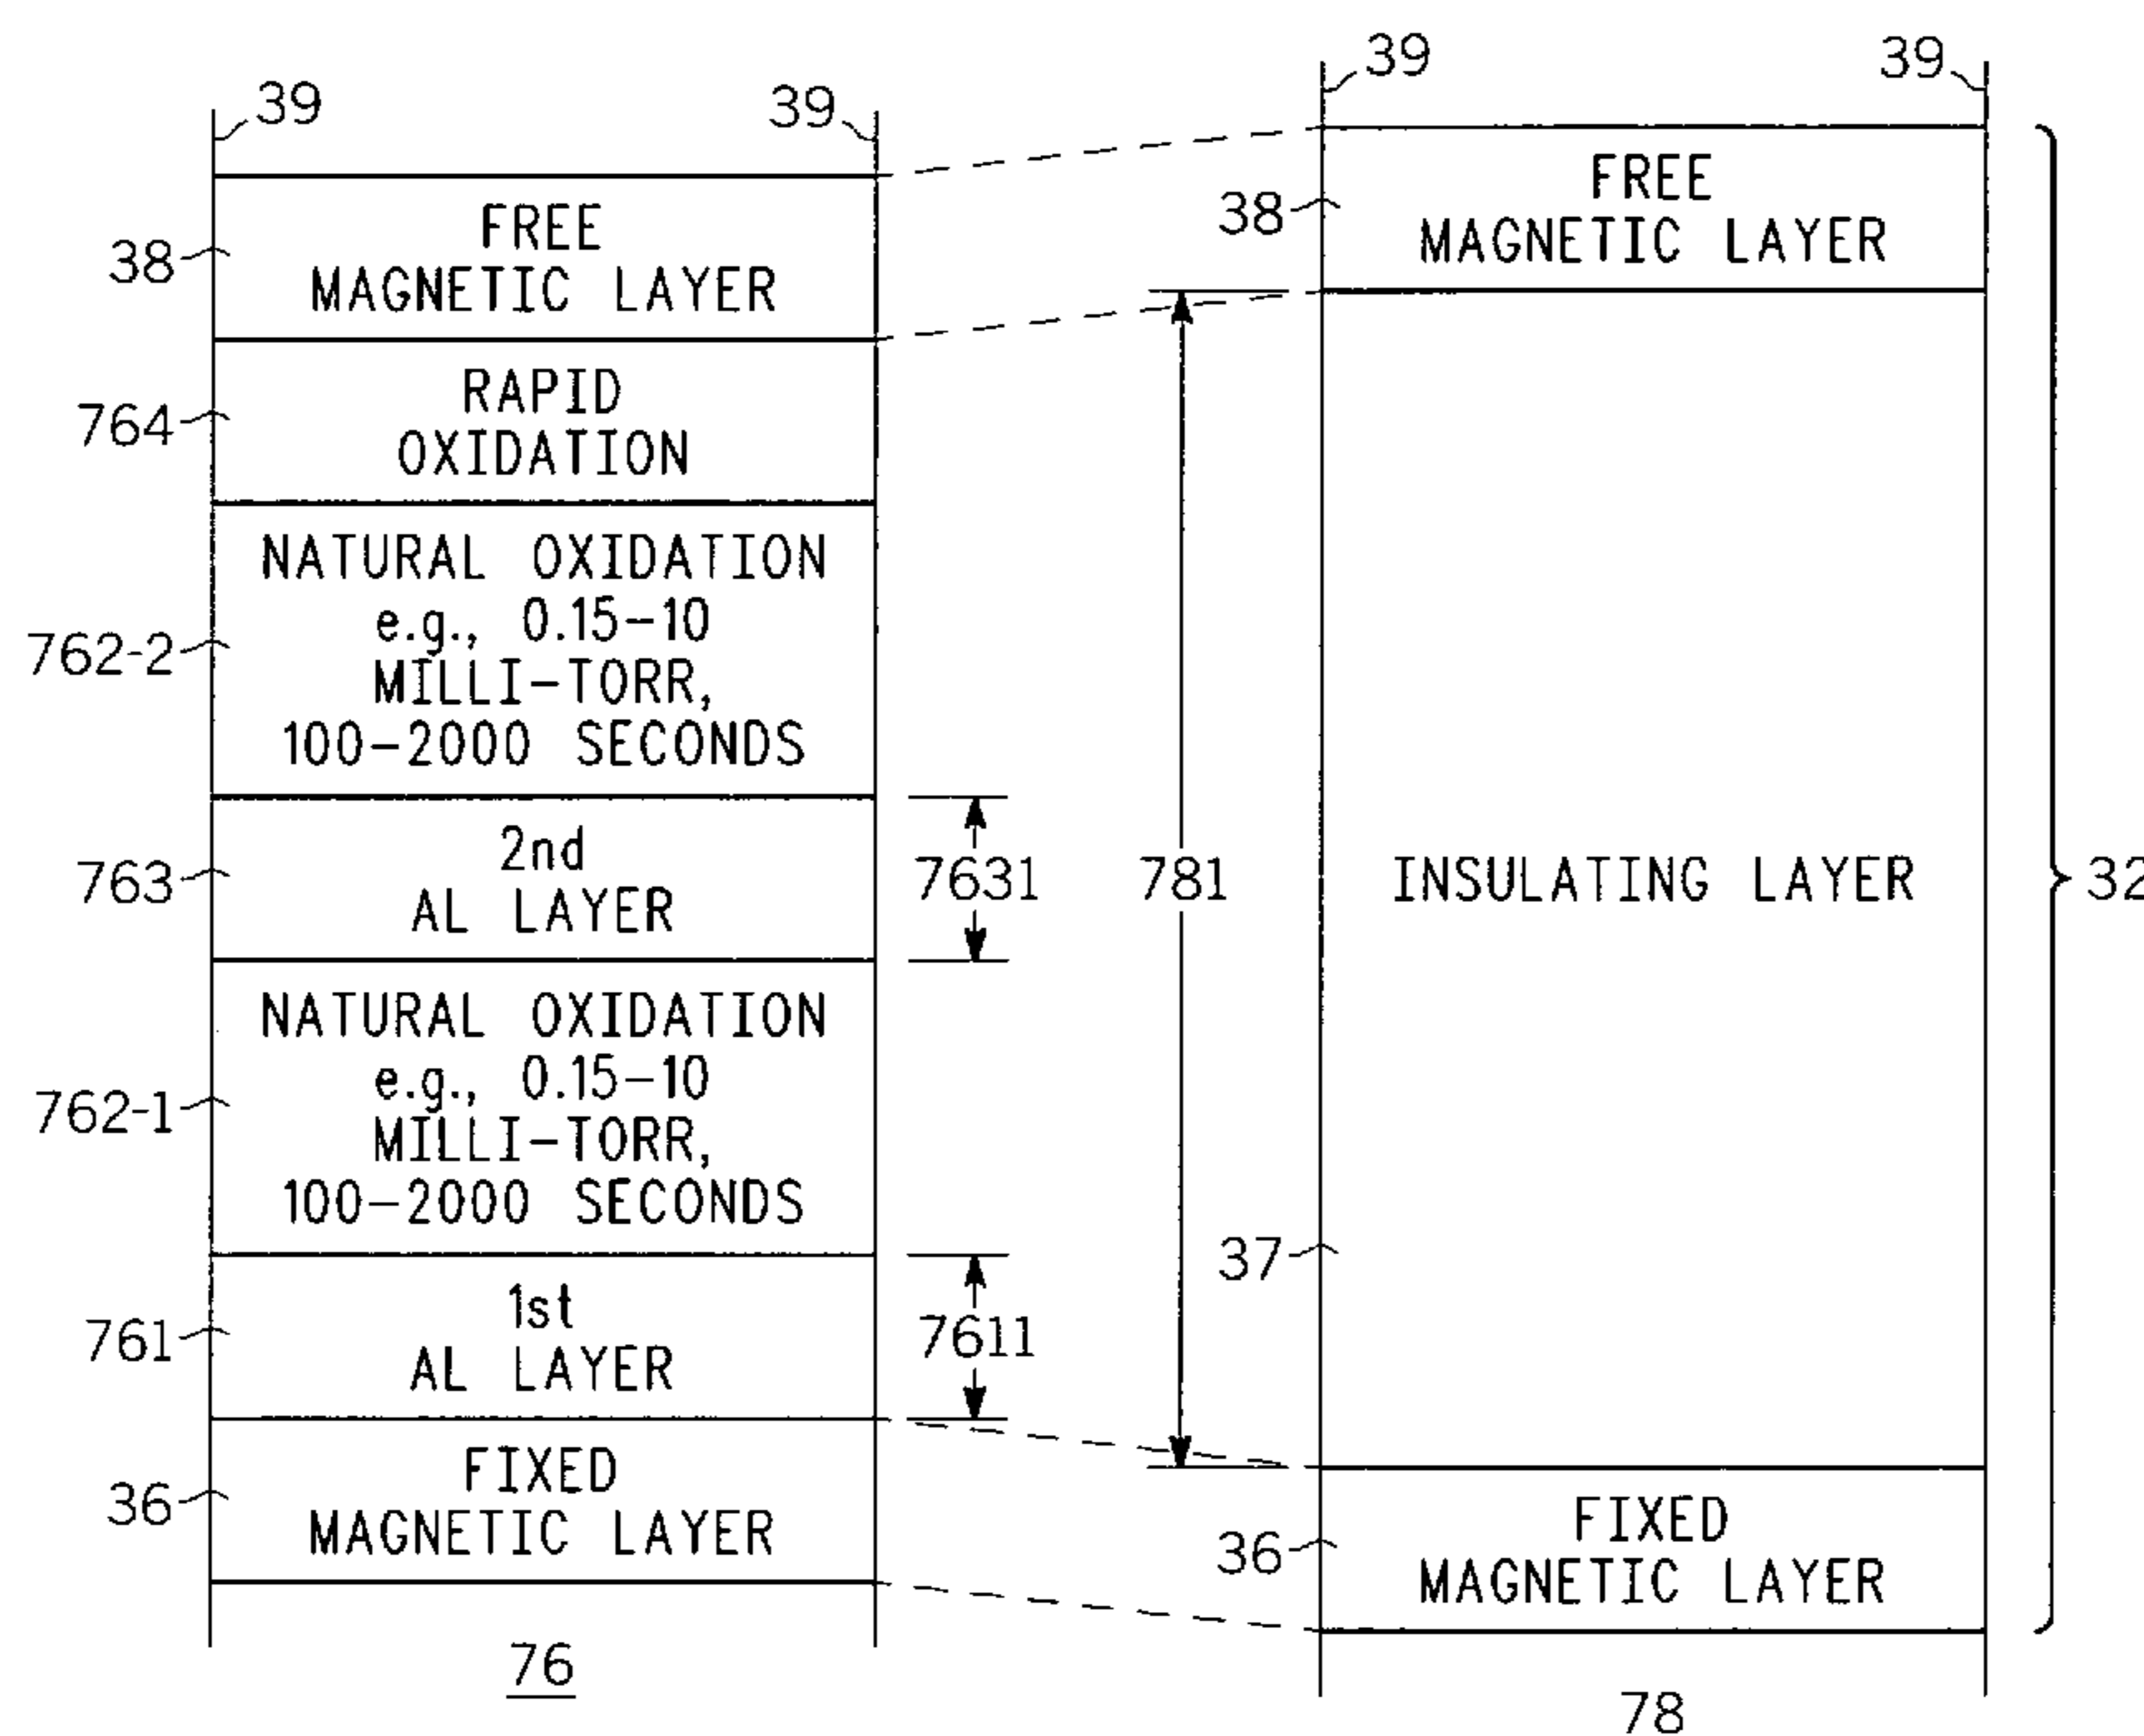 39
39
FREE
MAGNETIC LAYER
38
RAPID
OXIDATION
764
NATURAL OXIDATION
e.g., 0.15-10
MILLI-TORR,
100-2000 SECONDS
762-2
2nd
AL LAYER
763
7631
NATURAL OXIDATION
e.g., 0.15-10
MILLI-TORR,
100-2000 SECONDS
762-1
1st
AL LAYER
761
7611
FIXED
MAGNETIC LAYER
36
76
39
39
FREE
MAGNETIC LAYER
38
781
INSULATING LAYER
32
37
FIXED
MAGNETIC LAYER
36
78